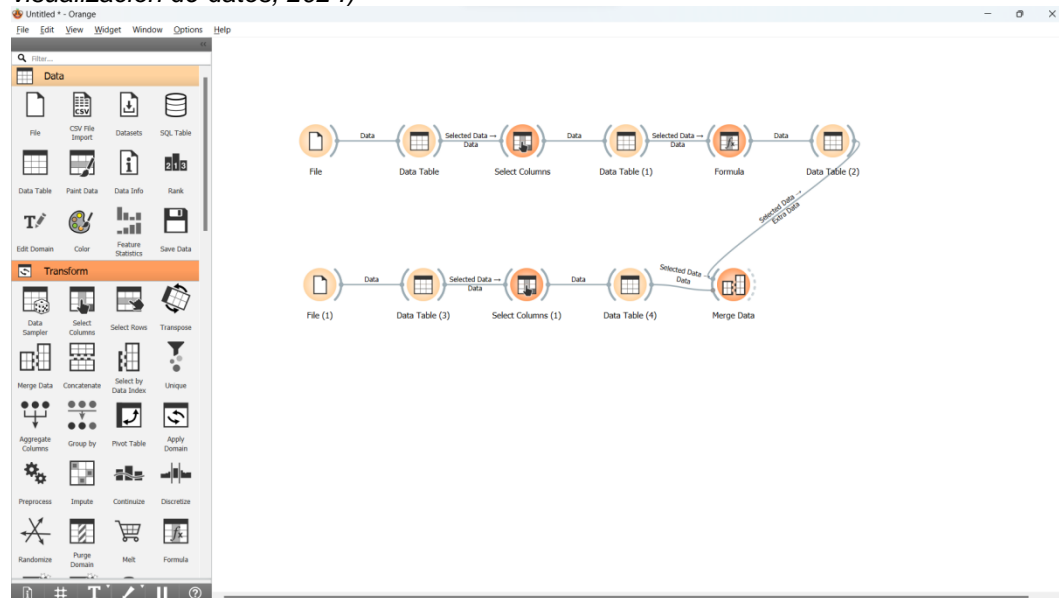 visualización de datos, 2024)
Untitled * - Orange
File Edit View Widget Window Options Help
Filter...
Data
File
CSV File Import
Datasets
SQL Table
Data Table
Paint Data
Data Info
Rank
Edit Domain
Color
Feature Statistics
Save Data
Transform
Data Sampler
Select Columns
Select Rows
Transpose
Merge Data
Concatenate
Select by Data Index
Unique
Aggregate Columns
Group by
Pivot Table
Apply Domain
Preprocess
Impute
Continuize
Discretize
Randomize
Purge Domain
Melt
Formula
Data
Selected Data →
Data
Data
Selected Data →
Data
Data
File
Data Table
Select Columns
Data Table (1)
Formula
Data Table (2)
Selected Data →
Extra Data
Data
Selected Data →
Data
Data
Selected Data →
Data
File (1)
Data Table (3)
Select Columns (1)
Data Table (4)
Merge Data